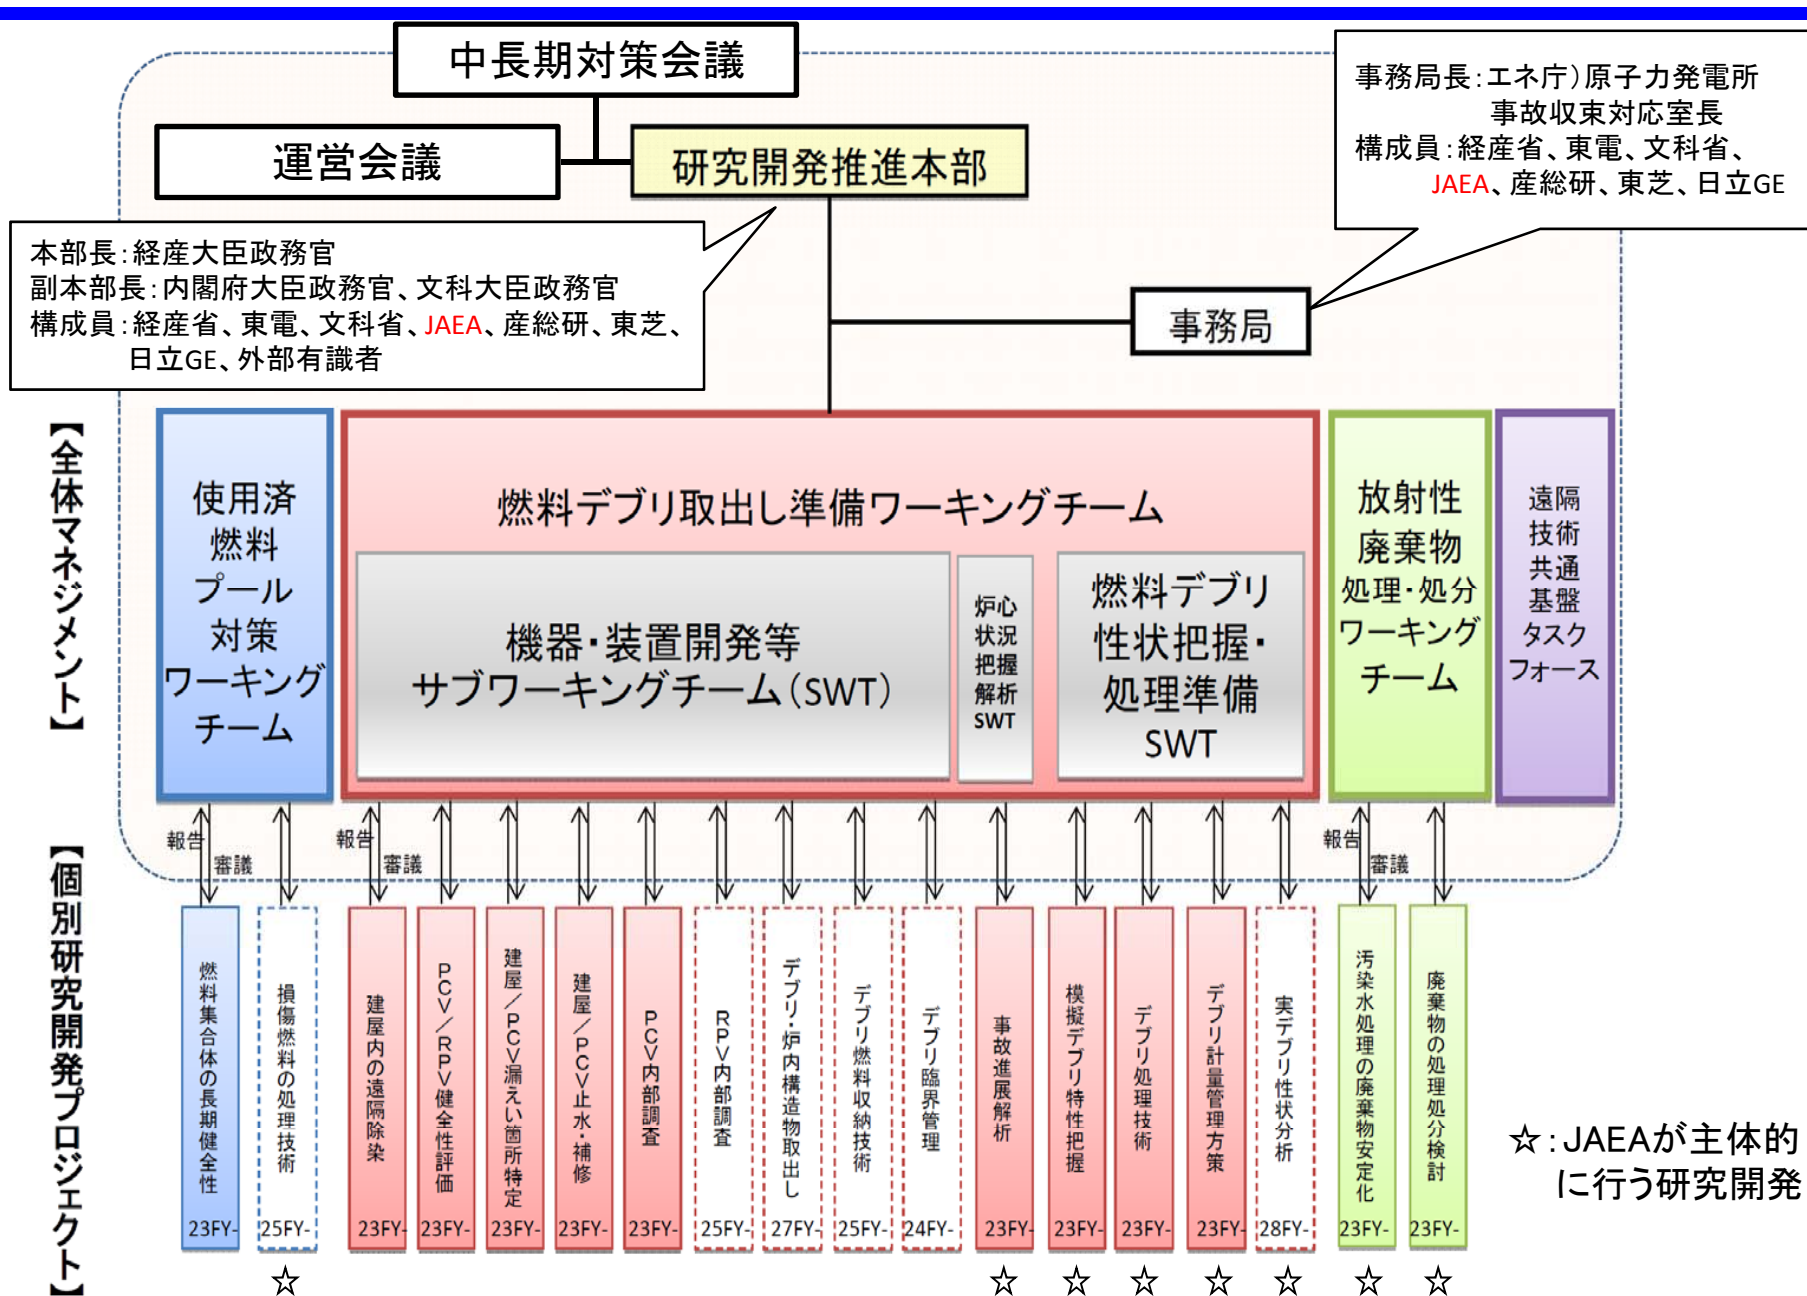 中長期対策会議
運営会議
研究開発推進本部
事務局長：エネ庁）原子力発電所
事故収束対応室長
構成員：経産省、東電、文科省、
JAEA、産総研、東芝、日立GE
本部長：経産大臣政務官
副本部長：内閣府大臣政務官、文科大臣政務官
構成員：経産省、東電、文科省、JAEA、産総研、東芝、
日立GE、外部有識者
事務局
【全体マネジメント】
使用済
燃料
プール
対策
ワーキング
チーム
燃料デブリ取出し準備ワーキングチーム
機器・装置開発等
サブワーキングチーム（SWT）
炉心
状況
把握
解析
SWT
燃料デブリ
性状把握・
処理準備
SWT
放射性
廃棄物
処理・処分
ワーキング
チーム
遠隔
技術
共通
基盤
タスク
フォース
報告
審議
報告
審議
報告
審議
【個別研究開発プロジェクト】
燃料集合体の長期健全性
23FY-
損傷燃料の処理技術
25FY-
☆
建屋内の遠隔除染
23FY-
PCV／RPV健全性評価
23FY-
建屋／PCV漏えい箇所特定
23FY-
建屋／PCV止水・補修
23FY-
PCV内部調査
23FY-
RPV内部調査
25FY-
デブリ・炉内構造物取出し
27FY-
デブリ燃料収納技術
25FY-
デブリ臨界管理
24FY-
事故進展解析
23FY-
☆
模擬デブリ特性把握
23FY-
☆
デブリ処理技術
23FY-
☆
デブリ計量管理方策
23FY-
☆
実デブリ性状分析
28FY-
☆
汚染水処理の廃棄物安定化
23FY-
☆
廃棄物の処理処分検討
23FY-
☆
☆：JAEAが主体的
に行う研究開発